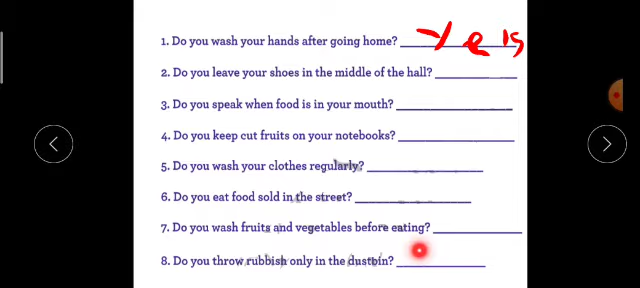 1. Do you wash your hands after going home? Yes
2. Do you leave your shoes in the middle of the hall?
3. Do you speak when food is in your mouth?
4. Do you keep cut fruits on your notebooks?
5. Do you wash your clothes regularly?
6. Do you eat food sold in the street?
7. Do you wash fruits and vegetables before eating?
8. Do you throw rubbish only in the dustbin?